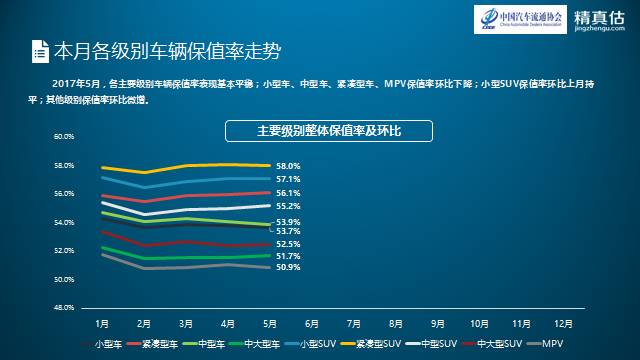 中国汽车流通协会
China Automobile Dealers Association
精真估
jingzhengu.com
本月各级别车辆保值率走势
2017年5月，各主要级别车辆保值率表现基本平稳；小型车、中型车、紧凑型车、MPV保值率环比下降；小型SUV保值率环比上月持
平；其他级别保值率环比微增。
主要级别整体保值率及环比
60.0%
58.0%
56.0%
54.0%
52.0%
50.0%
48.0%
58.0%
57.1%
56.1%
55.2%
53.9%
53.7%
52.5%
51.7%
50.9%
1月 2月 3月 4月 5月 6月 7月 8月 9月 10月 11月 12月
小型车 紧凑型车 中型车 中大型车 小型SUV 紧凑型SUV 中型SUV 中大型SUV MPV